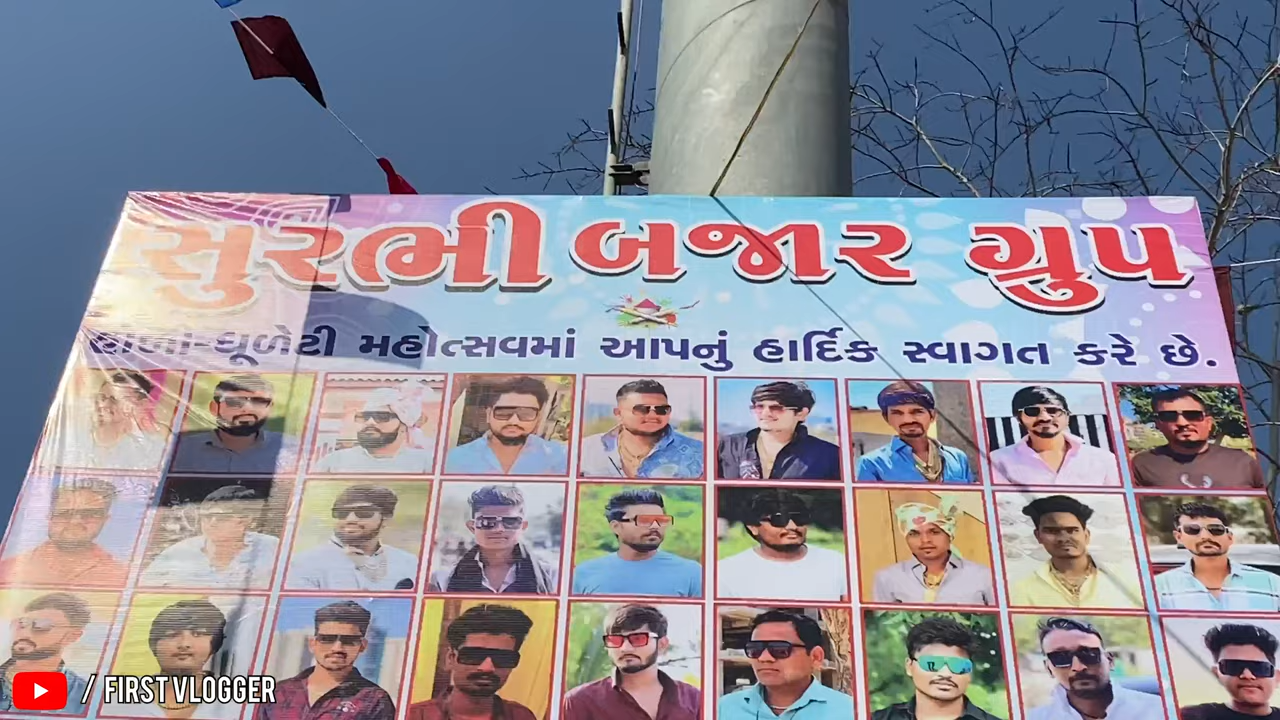 સુરભી બજાર ગ્રુપ
હોળી-ધૂળેટી મહોત્સવમાં આપનું હાર્દિક સ્વાગત કરે છે.
/ FIRST VLOGGER